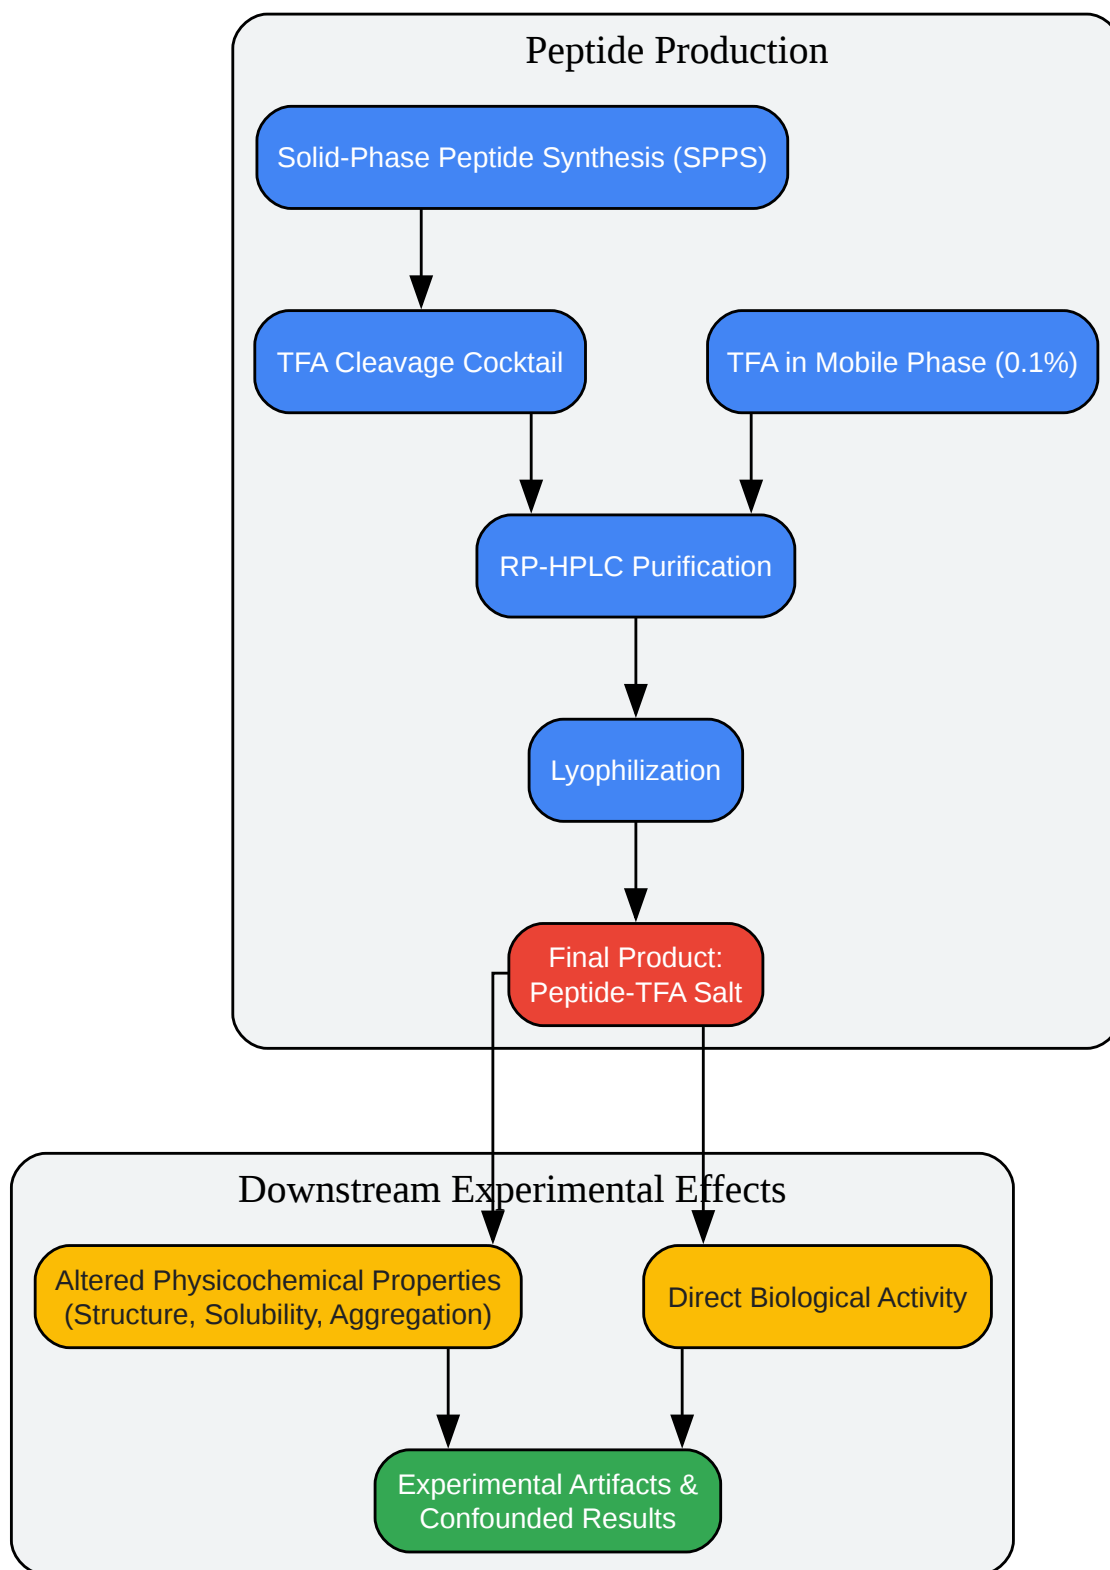 Peptide Production
Solid-Phase Peptide Synthesis (SPPS)
TFA Cleavage Cocktail
TFA in Mobile Phase (0.1%)
RP-HPLC Purification
Lyophilization
Final Product:
Peptide-TFA Salt
Downstream Experimental Effects
Altered Physicochemical Properties
(Structure, Solubility, Aggregation)
Direct Biological Activity
Experimental Artifacts &
Confounded Results